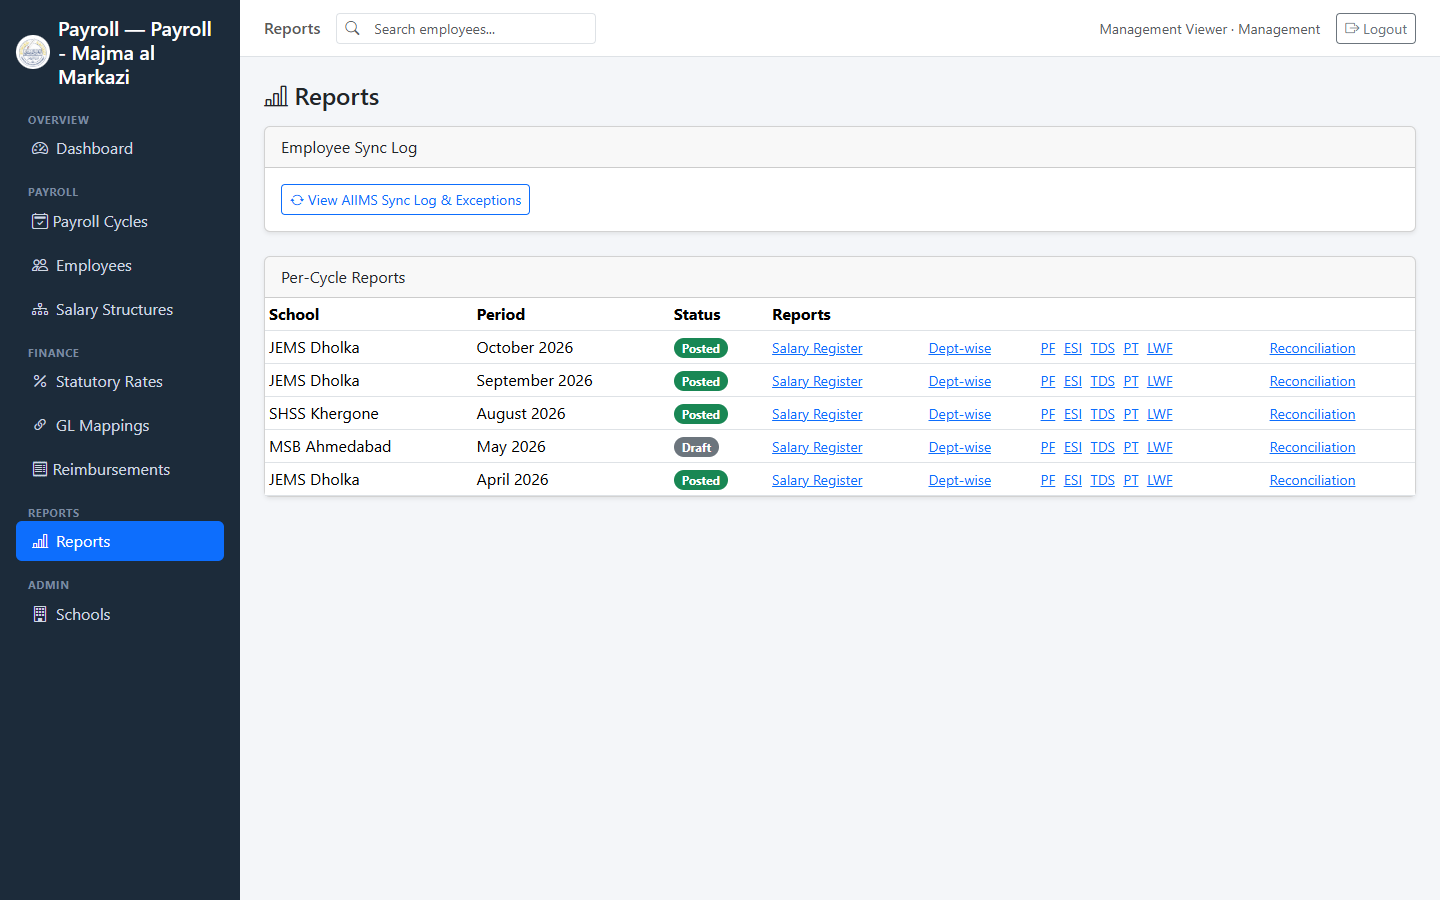 Payroll — Payroll
- Majma al
Markazi
OVERVIEW
Dashboard
PAYROLL
Payroll Cycles
Employees
Salary Structures
FINANCE
Statutory Rates
GL Mappings
Reimbursements
REPORTS
Reports
ADMIN
Schools
Reports Search employees... Management Viewer · Management Logout
Reports
Employee Sync Log
View AIIMS Sync Log & Exceptions
Per-Cycle Reports
School Period Status Reports
JEMS Dholka October 2026 Posted Salary Register Dept-wise PF ESI TDS PT LWF Reconciliation
JEMS Dholka September 2026 Posted Salary Register Dept-wise PF ESI TDS PT LWF Reconciliation
SHSS Khergone August 2026 Posted Salary Register Dept-wise PF ESI TDS PT LWF Reconciliation
MSB Ahmedabad May 2026 Draft Salary Register Dept-wise PF ESI TDS PT LWF Reconciliation
JEMS Dholka April 2026 Posted Salary Register Dept-wise PF ESI TDS PT LWF Reconciliation